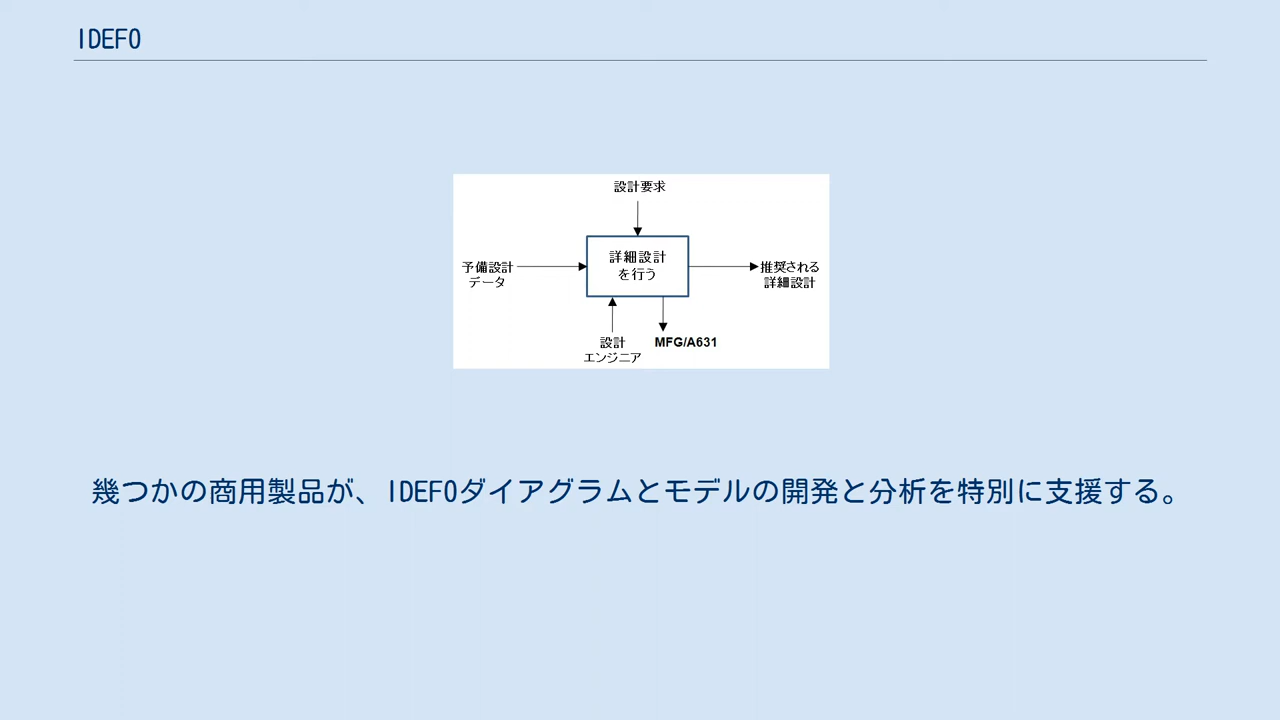 IDEF0
設計要求
詳細設計
を行う
予備設計
データ
推奨される
詳細設計
設計
エンジニア
MFG/A631
幾つかの商用製品が、IDEF0ダイアグラムとモデルの開発と分析を特別に支援する。